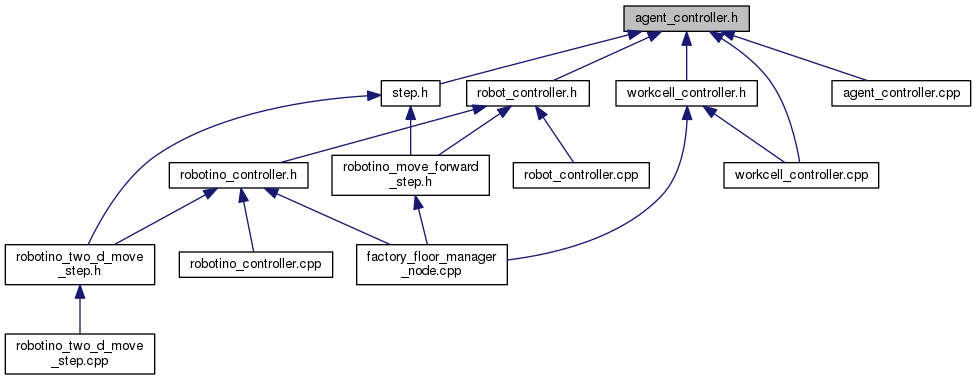 agent_controller.h
step.h
robot_controller.h
workcell_controller.h
agent_controller.cpp
robotino_controller.h
robotino_move_forward
_step.h
robot_controller.cpp
workcell_controller.cpp
robotino_two_d_move
_step.h
robotino_controller.cpp
factory_floor_manager
_node.cpp
robotino_two_d_move
_step.cpp